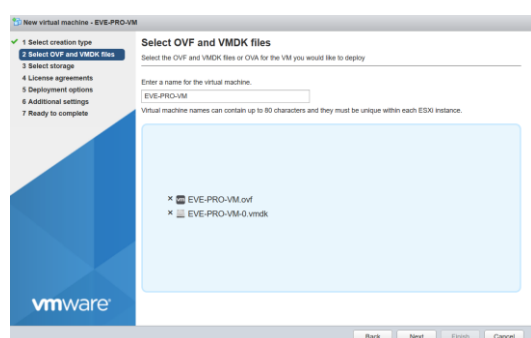 New virtual machine - EVE-PRO-VM
1 Select creation type
2 Select OVF and VMDK files
3 Select storage
4 License agreements
5 Deployment options
6 Additional settings
7 Ready to complete
Select OVF and VMDK files
Select the OVF and VMDK files or OVA for the VM you would like to deploy
Enter a name for the virtual machine.
EVE-PRO-VM
Virtual machine names can contain up to 80 characters and they must be unique within each ESXi instance.
× EVE-PRO-VM.ovf
× EVE-PRO-VM-0.vmdk
vmware
Back Next Finish Cancel